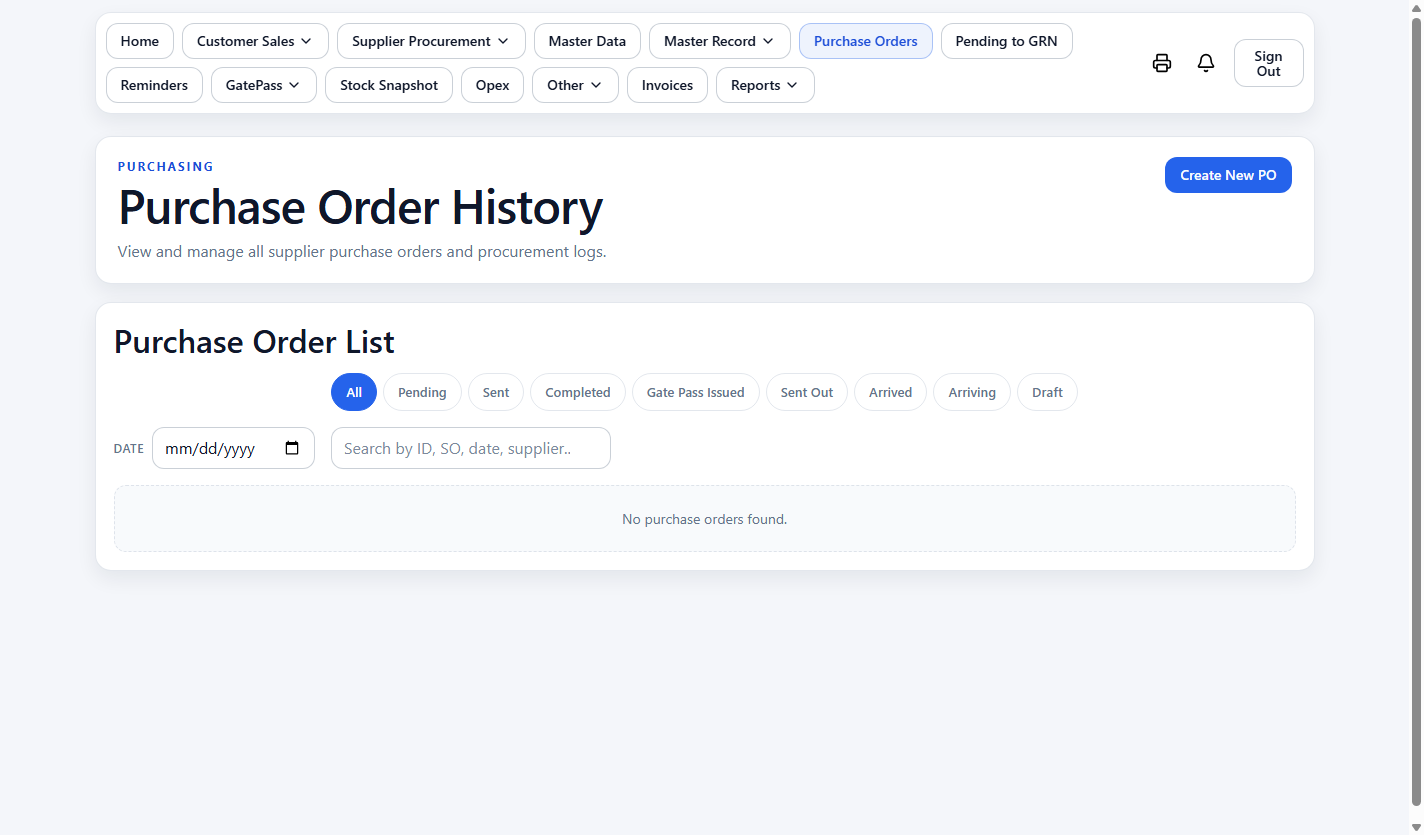 Home
Customer Sales
Supplier Procurement
Master Data
Master Record
Purchase Orders
Pending to GRN
Reminders
GatePass
Stock Snapshot
Opex
Other
Invoices
Reports
Sign
Out
PURCHASING
Purchase Order History
View and manage all supplier purchase orders and procurement logs.
Create New PO
Purchase Order List
All
Pending
Sent
Completed
Gate Pass Issued
Sent Out
Arrived
Arriving
Draft
DATE
mm/dd/yyyy
Search by ID, SO, date, supplier..
No purchase orders found.